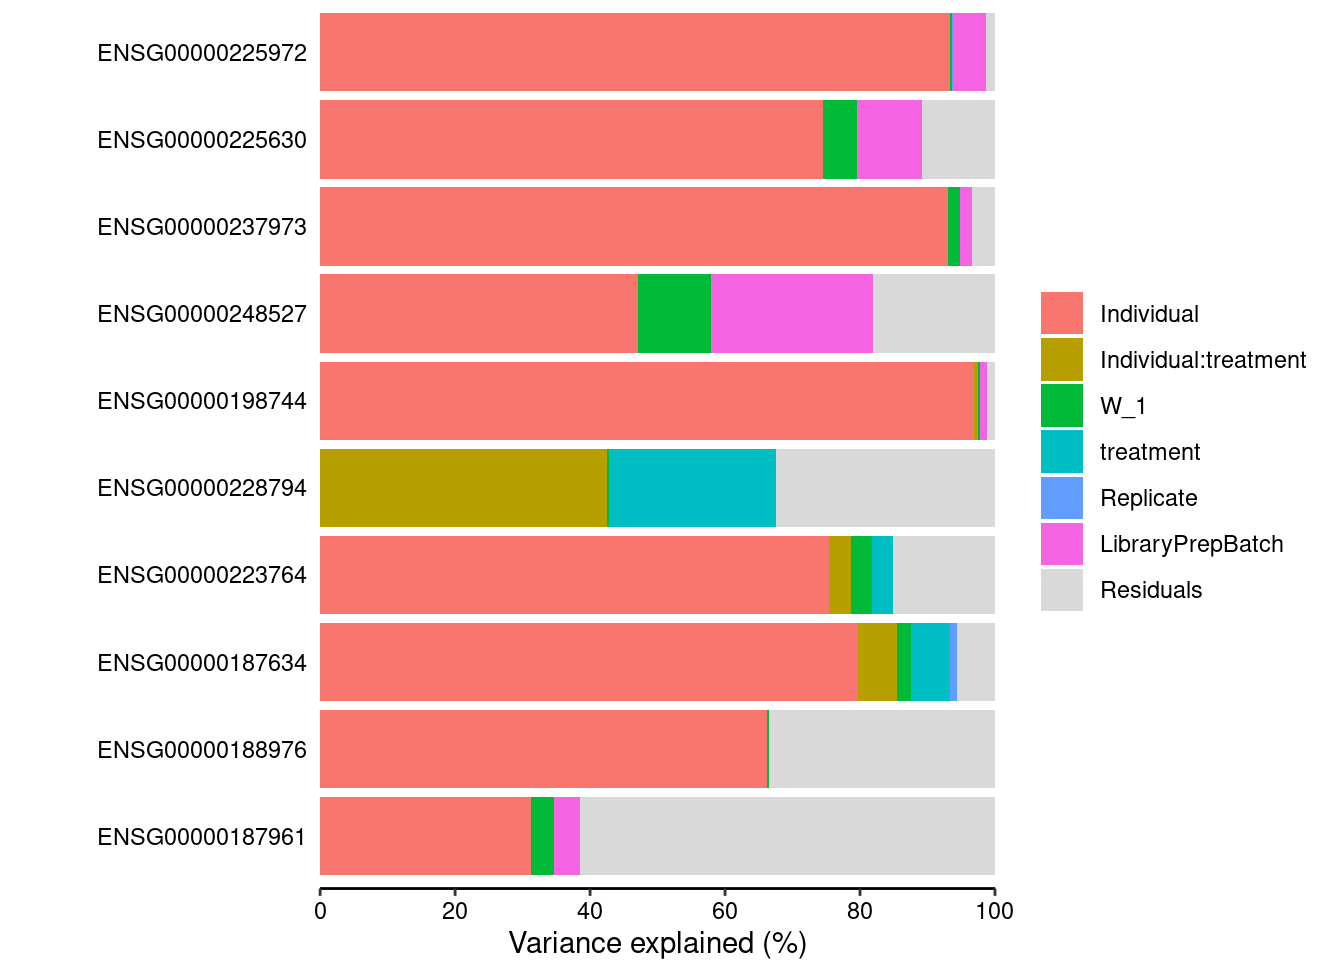 ENSG00000225972
ENSG00000225630
ENSG00000237973
ENSG00000248527
ENSG00000198744
ENSG00000228794
ENSG00000223764
ENSG00000187634
ENSG00000188976
ENSG00000187961
0 20 40 60 80 100
Variance explained (%)
Individual
Individual:treatment
W_1
treatment
Replicate
LibraryPrepBatch
Residuals